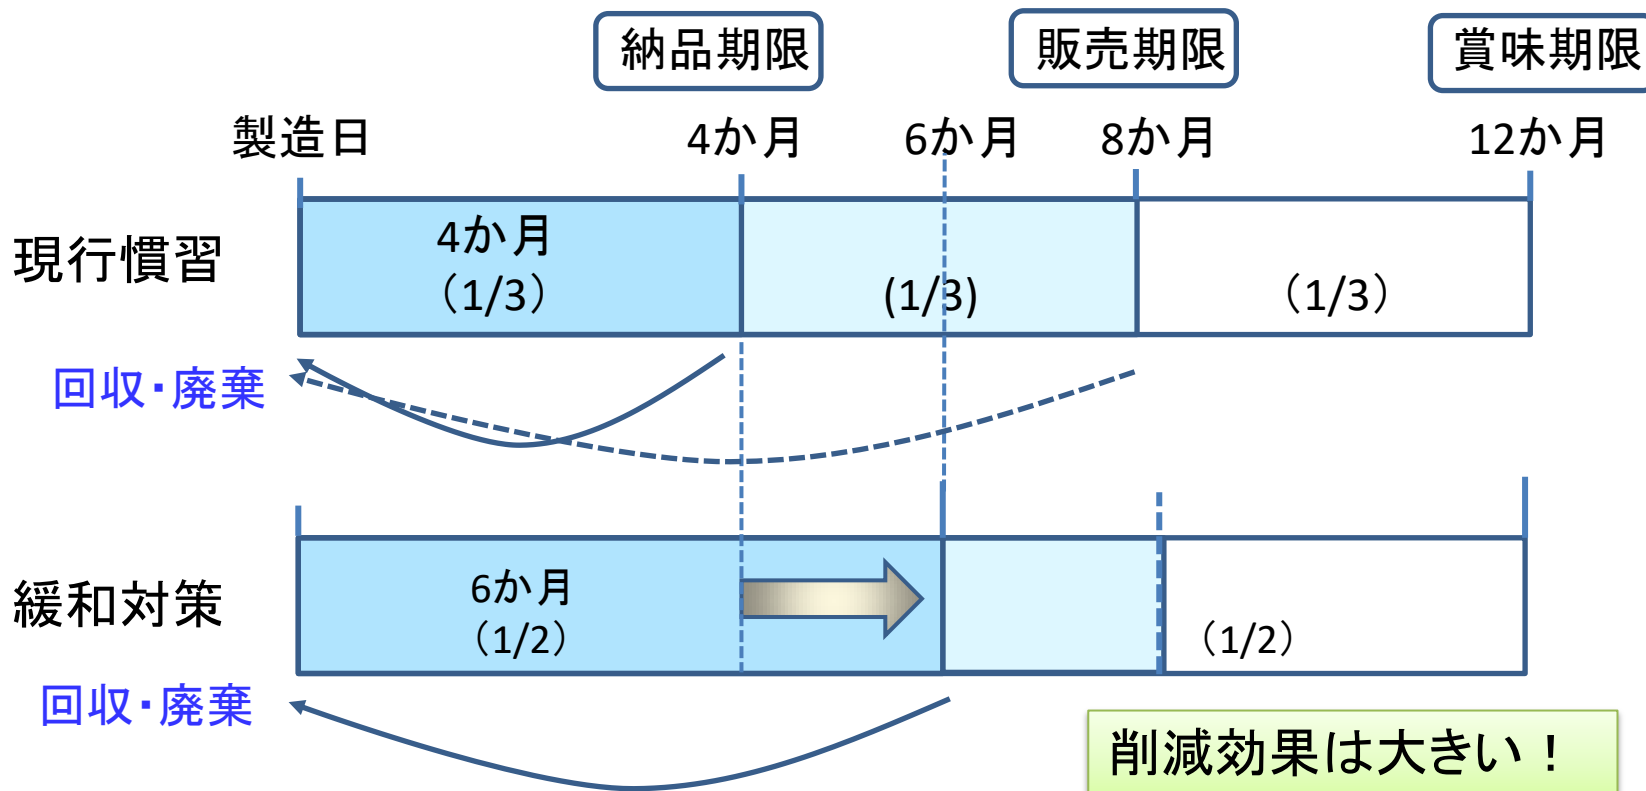 納品期限
販売期限
賞味期限
製造日
4か月
6か月
8か月
12か月
現行慣習
4か月
（1/3）
(1/3)
（1/3）
回収・廃棄
緩和対策
6か月
（1/2）
（1/2）
回収・廃棄
削減効果は大きい！